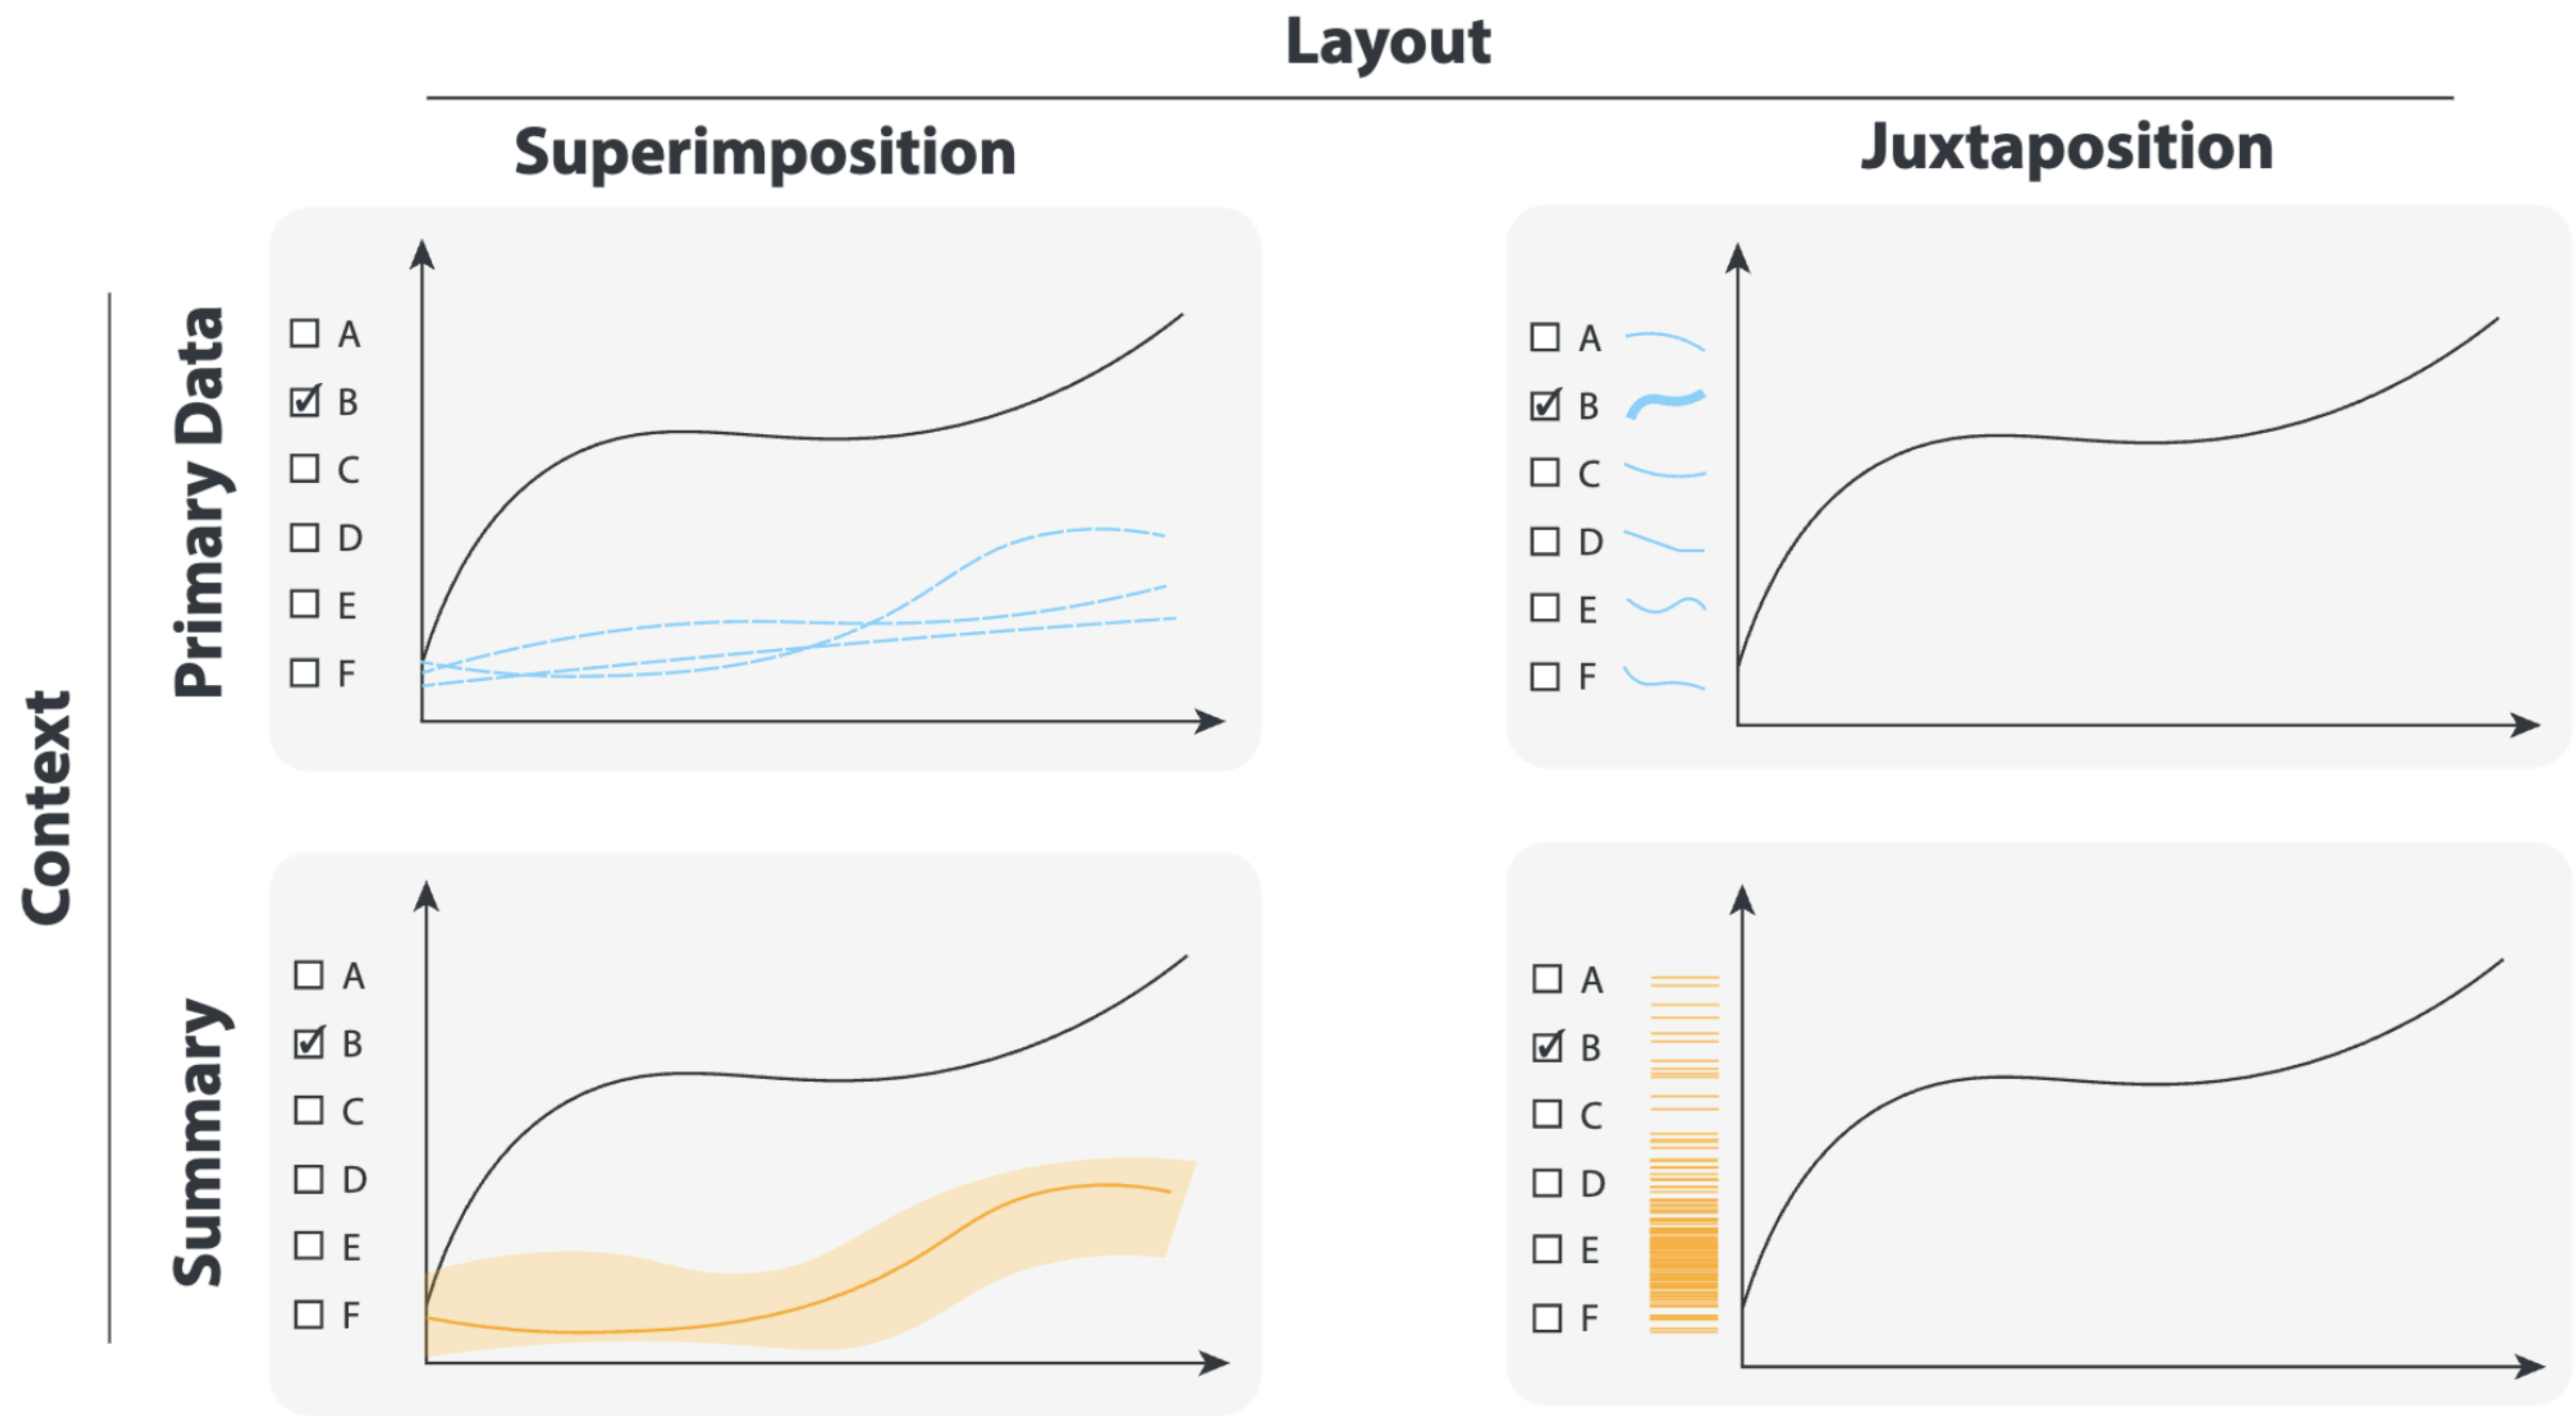 Layout
Superimposition
Juxtaposition
Context
Primary Data
A
B
C
D
E
F
A
B
C
D
E
F
Summary
A
B
C
D
E
F
A
B
C
D
E
F